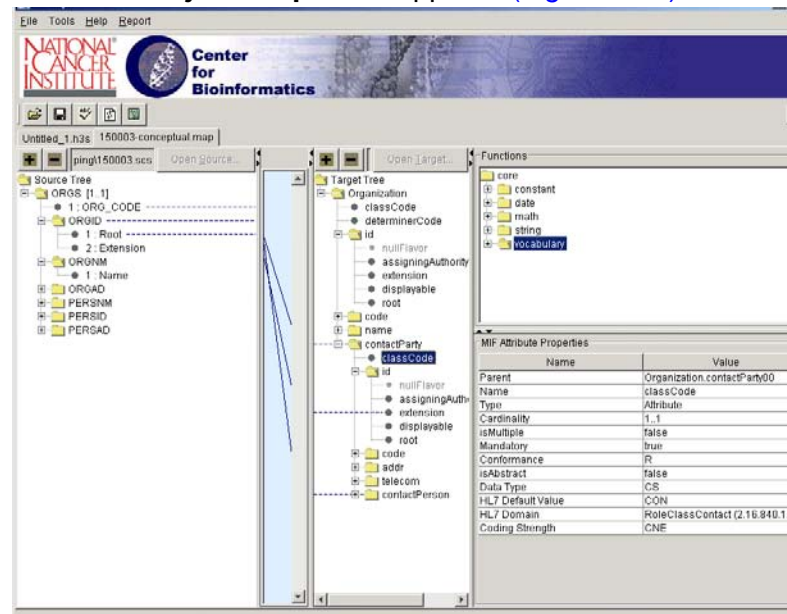 File Tools Help Report
NATIONAL
CANCER
INSTITUTE
Center
for
Bioinformatics
Untitled_1.h3s 150003-conceptual.map
ping\150003.scs Open Source...
Source Tree
ORGS [1..1]
1 : ORG_CODE
ORGID
1 : Root
2 : Extension
ORGNM
1 : Name
ORGAD
PERSNM
PERSID
PERSAD
Open Target...
Target Tree
Organization
classCode
determinerCode
id
nullFlavor
assigningAuthority
extension
displayable
root
code
name
contactParty
classCode
id
nullFlavor
assigningAuth
extension
displayable
root
code
addr
telecom
contactPerson
Functions
core
constant
date
math
string
vocabulary
MIF Attribute Properties
Name Value
Parent Organization.contactParty00
Name classCode
Type Attribute
Cardinality 1..1
isMultiple false
Mandatory true
Conformance R
isAbstract false
Data Type CS
HL7 Default Value CON
HL7 Domain RoleClassContact (2.16.840.1
Coding Strength CNE